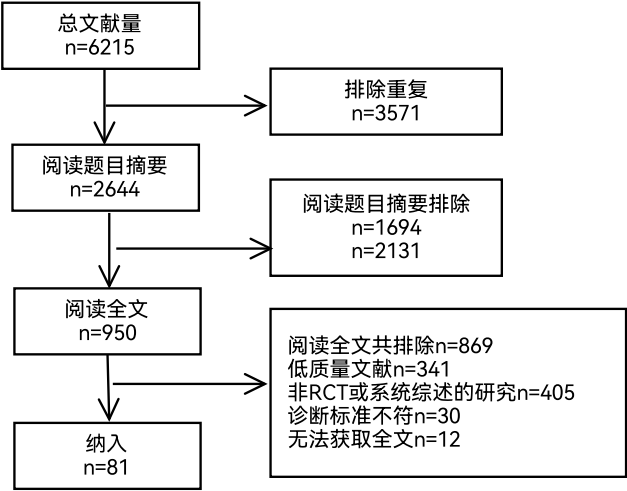 总文献量
n=6215
排除重复
n=3571
阅读题目摘要
n=2644
阅读题目摘要排除
n=1694
n=2131
阅读全文
n=950
阅读全文共排除n=869
低质量文献n=341
非RCT或系统综述的研究n=405
诊断标准不符n=30
无法获取全文n=12
纳入
n=81